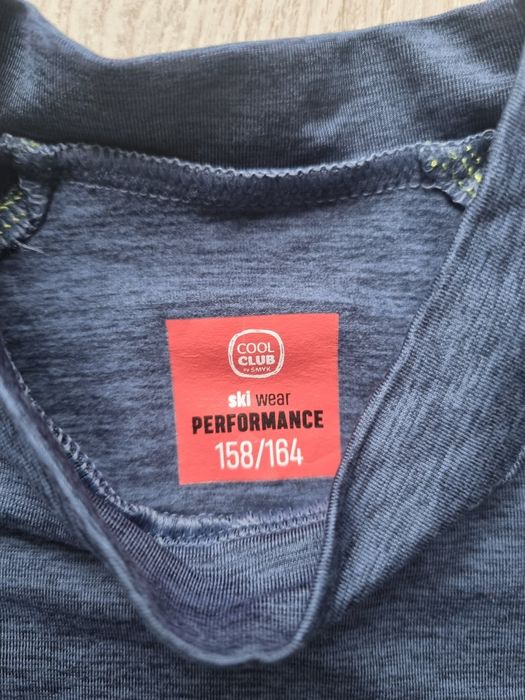 COOL
CLUB
by SMYK
ski wear
PERFORMANCE
158/164